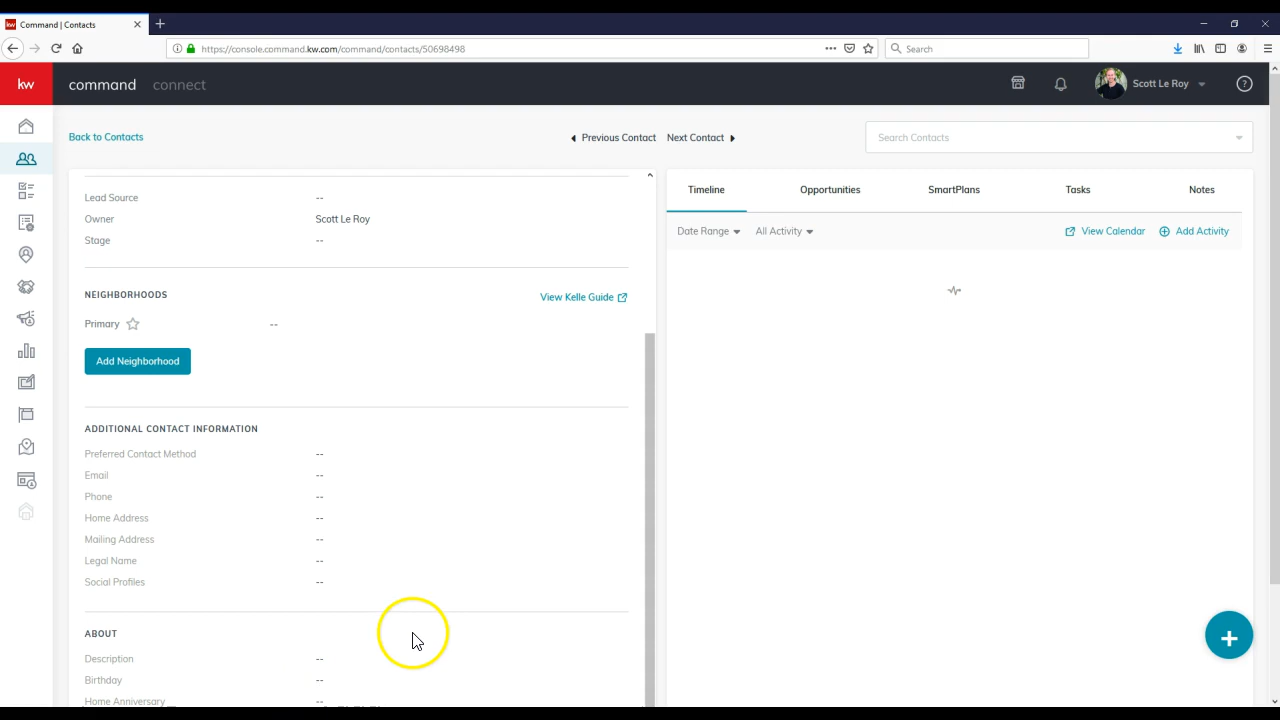 kw Command | Contacts
https://console.command.kw.com/command/contacts/50698498
Search
kw command connect Scott Le Roy ?
Back to Contacts Previous Contact Next Contact Search Contacts
Lead Source --
Owner Scott Le Roy
Stage --
NEIGHBORHOODS View Kelle Guide
Primary --
Add Neighborhood
ADDITIONAL CONTACT INFORMATION
Preferred Contact Method --
Email --
Phone --
Home Address --
Mailing Address --
Legal Name --
Social Profiles --
ABOUT
Description --
Birthday --
Home Anniversary --
Timeline Opportunities SmartPlans Tasks Notes
Date Range All Activity View Calendar Add Activity